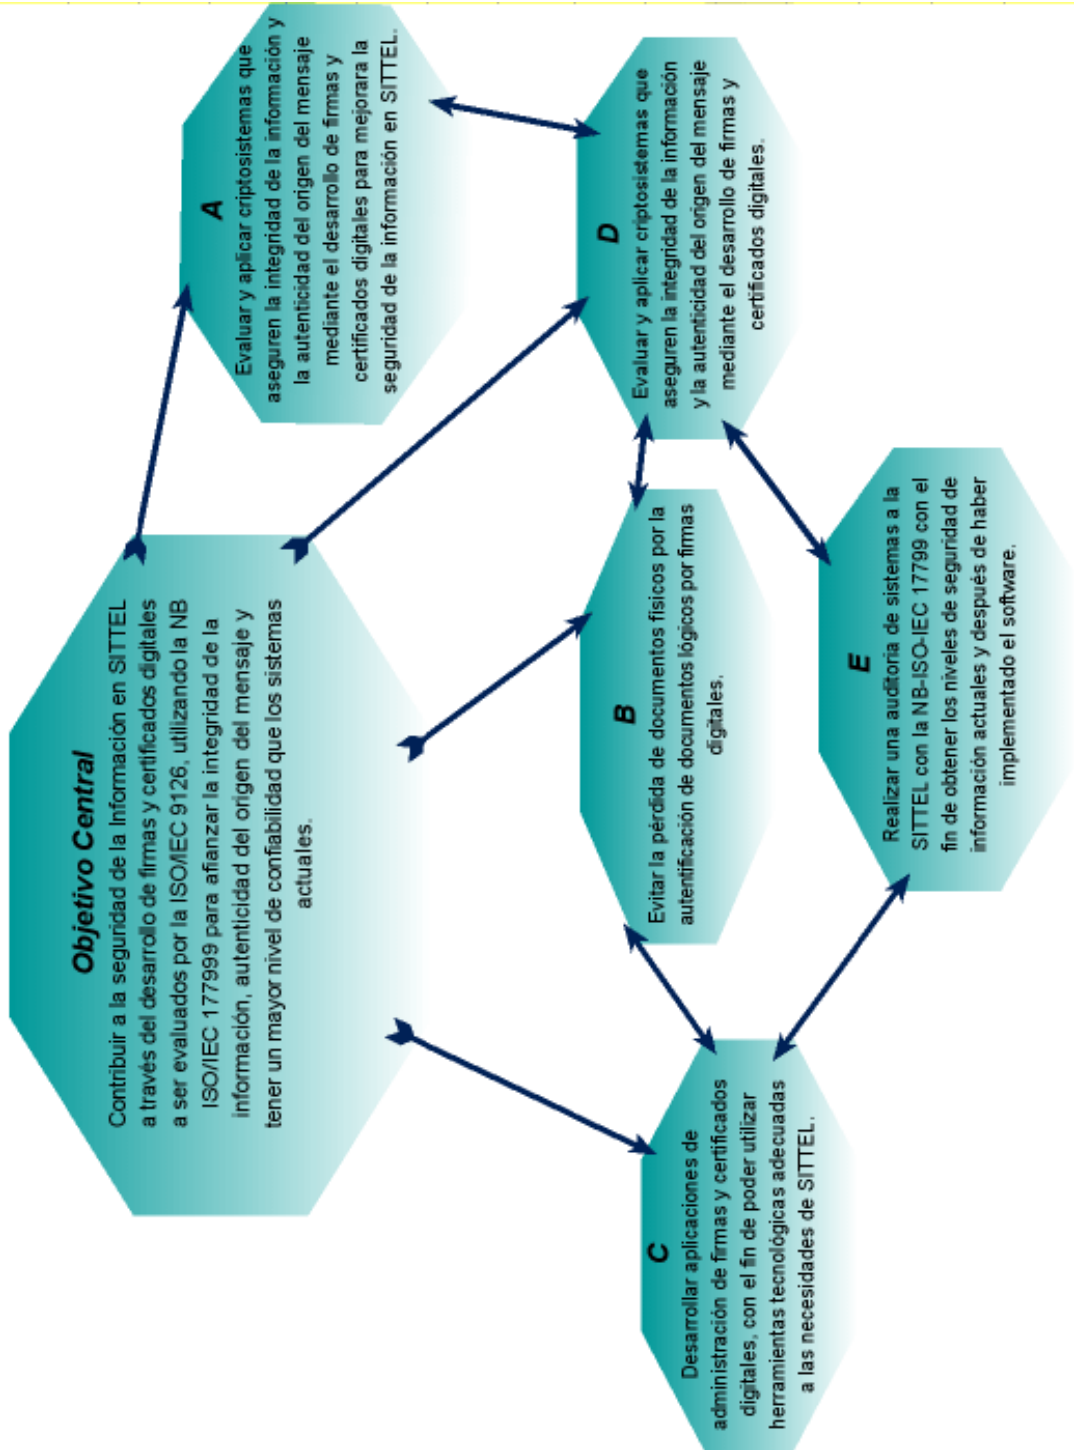 Objetivo Central
Contribuir a la seguridad de la Información en SITTEL
a través del desarrollo de firmas y certificados digitales
a ser evaluados por la ISO/IEC 9126, utilizando la NB
ISO/IEC 177999 para afianzar la integridad de la
información, autenticidad del origen del mensaje y
tener un mayor nivel de confiabilidad que los sistemas
actuales.
A
Evaluar y aplicar criptosistemas que
aseguren la integridad de la información y
la autenticidad del origen del mensaje
mediante el desarrollo de firmas y
certificados digitales para mejorara la
seguridad de la información en SITTEL.
C
Desarrollar aplicaciones de
administración de firmas y certificados
digitales, con el fin de poder utilizar
herramientas tecnológicas adecuadas
a las necesidades de SITTEL.
B
Evitar la pérdida de documentos físicos por la
autentificación de documentos lógicos por firmas
digitales.
D
Evaluar y aplicar criptosistemas que
aseguren la integridad de la información
y la autenticidad del origen del mensaje
mediante el desarrollo de firmas y
certificados digitales.
E
Realizar una auditoria de sistemas a la
SITTEL con la NB-ISO-IEC 17799 con el
fin de obtener los niveles de seguridad de
información actuales y después de haber
implementado el software.